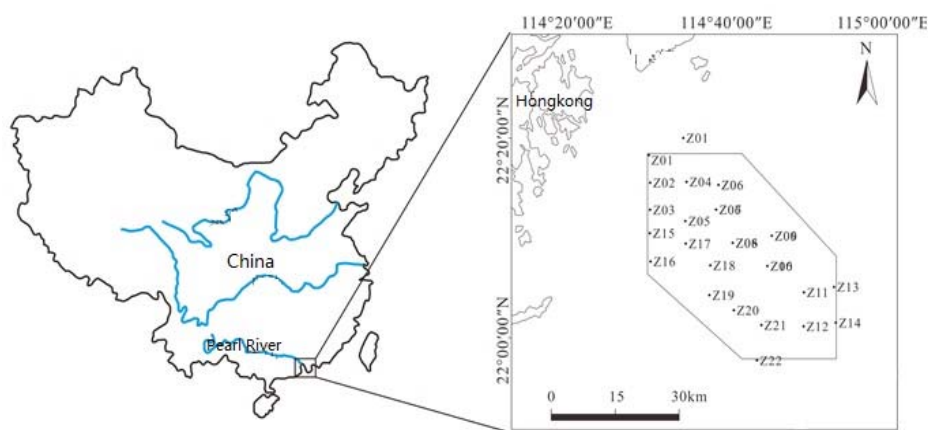 114°20′00″E
114°40′00″E
115°00′00″E
N
Hongkong
22°20′00″N
22°00′00″N
Z01
Z01
Z02
Z04
Z06
Z03
Z05
Z15
Z17
Z16
Z18
Z19
Z20
Z11
Z13
Z21
Z12
Z14
Z22
0
15
30km
China
Pearl River